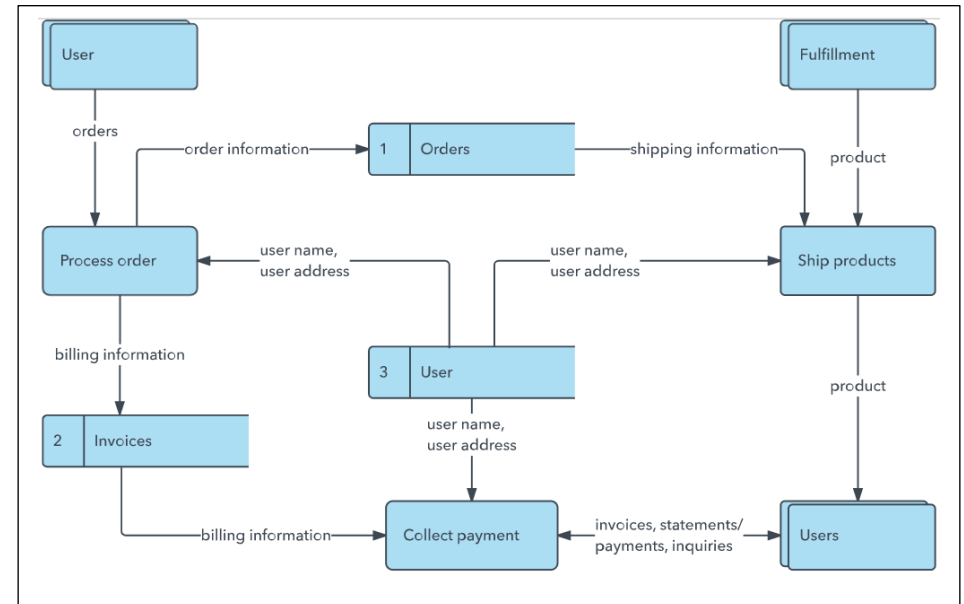 User
Fulfillment
orders
order information
1
Orders
shipping information
product
Process order
user name,
user address
user name,
user address
Ship products
billing information
3
User
product
2
Invoices
user name,
user address
billing information
Collect payment
invoices, statements/
payments, inquiries
Users